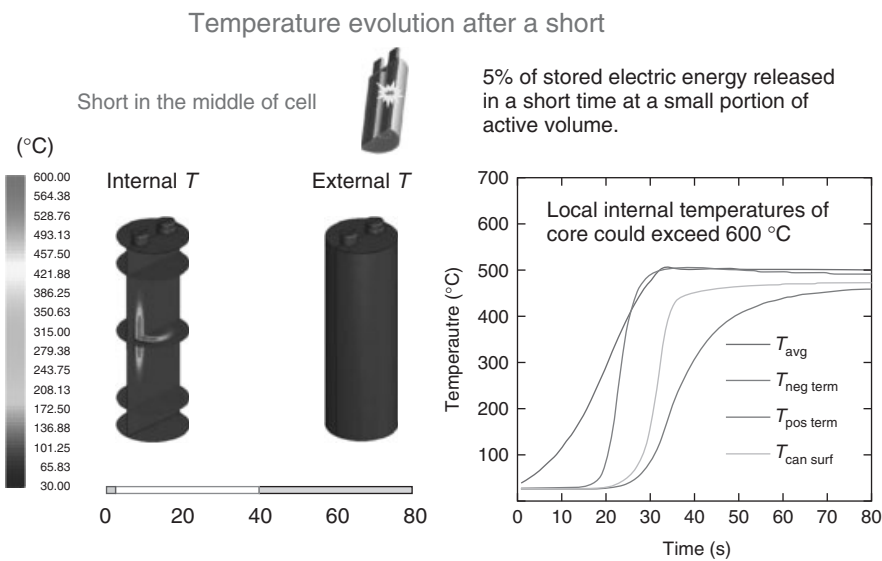 Temperature evolution after a short
Short in the middle of cell
5% of stored electric energy released
in a short time at a small portion of
active volume.
(°C)
600.00
564.38
528.76
493.13
457.50
421.88
386.25
350.63
315.00
279.38
243.75
208.13
172.50
136.88
101.25
65.83
30.00
Internal T
External T
0 20 40 60 80
700
600
500
400
300
200
100
Temperautre (°C)
Local internal temperatures of
core could exceed 600 °C
Tavg
Tneg term
Tpos term
Tcan surf
0 10 20 30 40 50 60 70 80
Time (s)